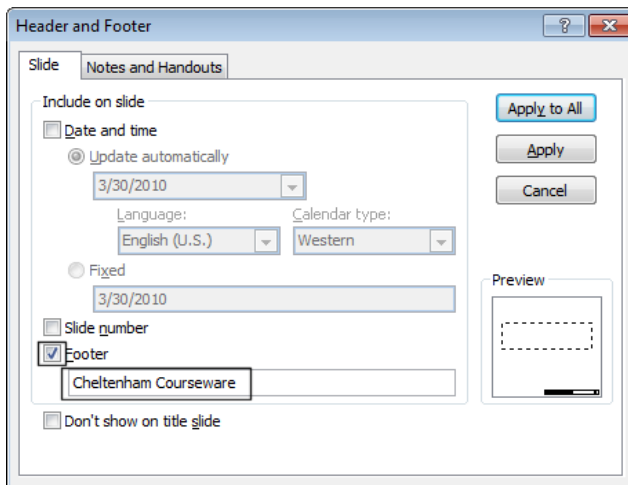 Header and Footer
Slide
Notes and Handouts
Include on slide
Date and time
Update automatically
3/30/2010
Language:
Calendar type:
English (U.S.)
Western
Fixed
3/30/2010
Slide number
Footer
Cheltenham Courseware
Don't show on title slide
Apply to All
Apply
Cancel
Preview